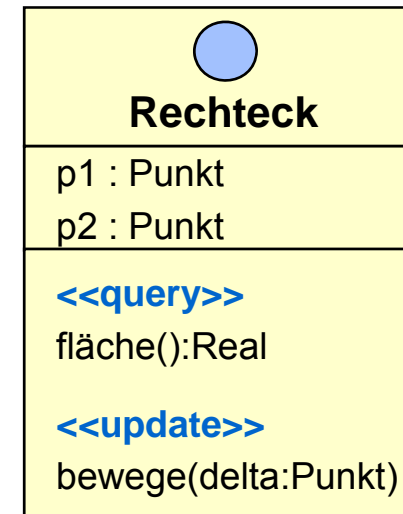 Rechteck
p1 : Punkt
p2 : Punkt
<<query>>
fläche():Real
<<update>>
bewege(delta:Punkt)